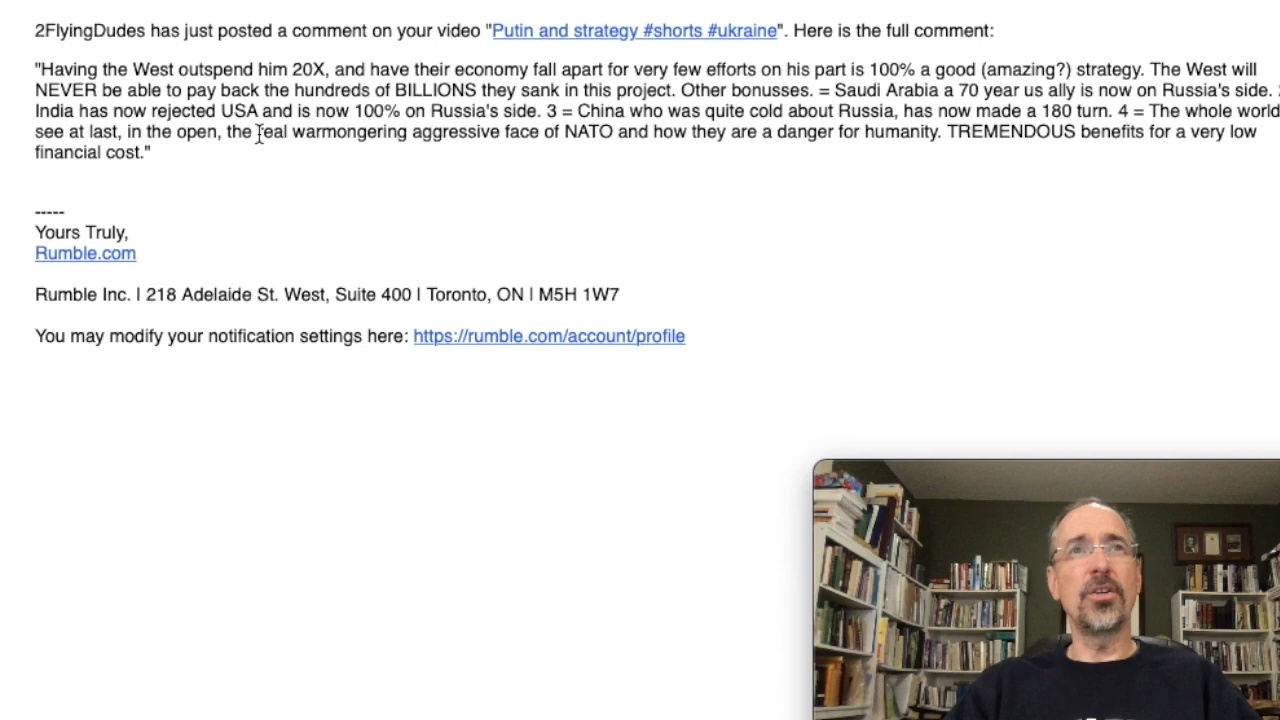 2FlyingDudes has just posted a comment on your video "Putin and strategy #shorts #ukraine". Here is the full comment:
"Having the West outspend him 20X, and have their economy fall apart for very few efforts on his part is 100% a good (amazing?) strategy. The West will
NEVER be able to pay back the hundreds of BILLIONS they sank in this project. Other bonusses. = Saudi Arabia a 70 year us ally is now on Russia's side.
India has now rejected USA and is now 100% on Russia's side. 3 = China who was quite cold about Russia, has now made a 180 turn. 4 = The whole world
see at last, in the open, the real warmongering aggressive face of NATO and how they are a danger for humanity. TREMENDOUS benefits for a very low
financial cost."
-----
Yours Truly,
Rumble.com
Rumble Inc. | 218 Adelaide St. West, Suite 400 | Toronto, ON | M5H 1W7
You may modify your notification settings here: https://rumble.com/account/profile